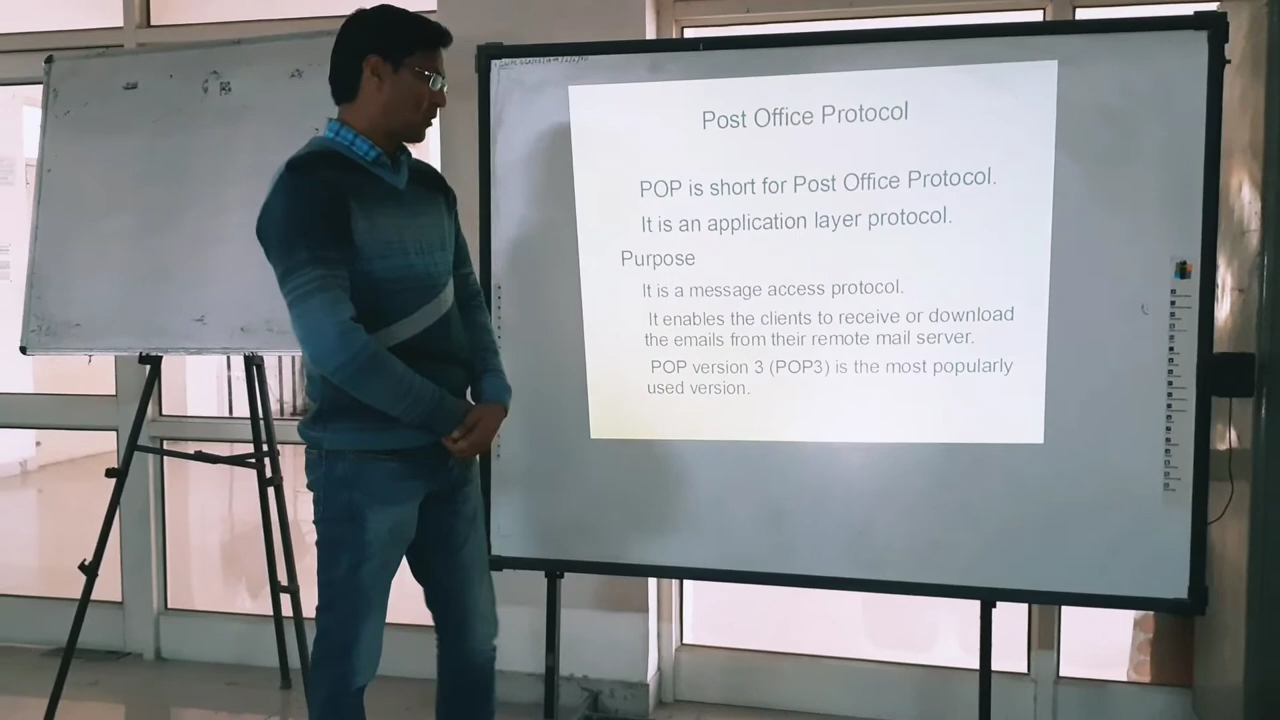 Post Office Protocol
POP is short for Post Office Protocol.
It is an application layer protocol.
Purpose
It is a message access protocol.
It enables the clients to receive or download
the emails from their remote mail server.
POP version 3 (POP3) is the most popularly
used version.